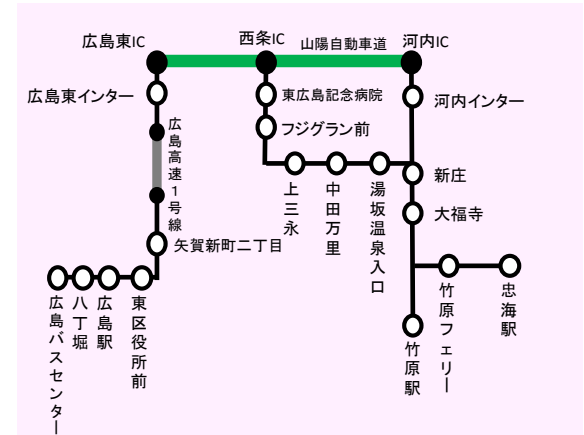 広島東IC
西条IC
山陽自動車道
河内IC
広島東インター
東広島記念病院
河内インター
フジグラン前
広島高速1号線
上三永
中田万里
湯坂温泉入口
新庄
大福寺
矢賀新町二丁目
広島バスセンター
八丁堀
広島駅
東区役所前
竹原フェリー
忠海駅
竹原駅